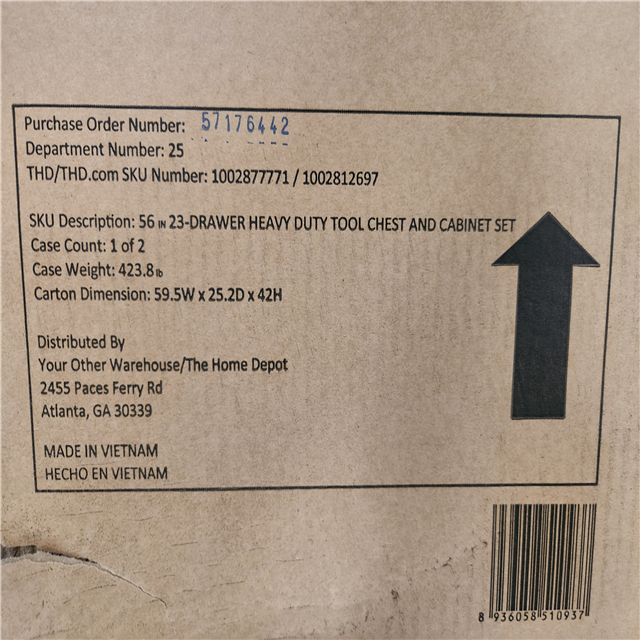 Purchase Order Number: 57176442
Department Number: 25
THD/THD.com SKU Number: 1002877771 / 1002812697
SKU Description: 56 IN 23-DRAWER HEAVY DUTY TOOL CHEST AND CABINET SET
Case Count: 1 of 2
Case Weight: 423.8 lb
Carton Dimension: 59.5W x 25.2D x 42H
Distributed By
Your Other Warehouse/The Home Depot
2455 Paces Ferry Rd
Atlanta, GA 30339
MADE IN VIETNAM
HECHO EN VIETNAM
8 936058 510937